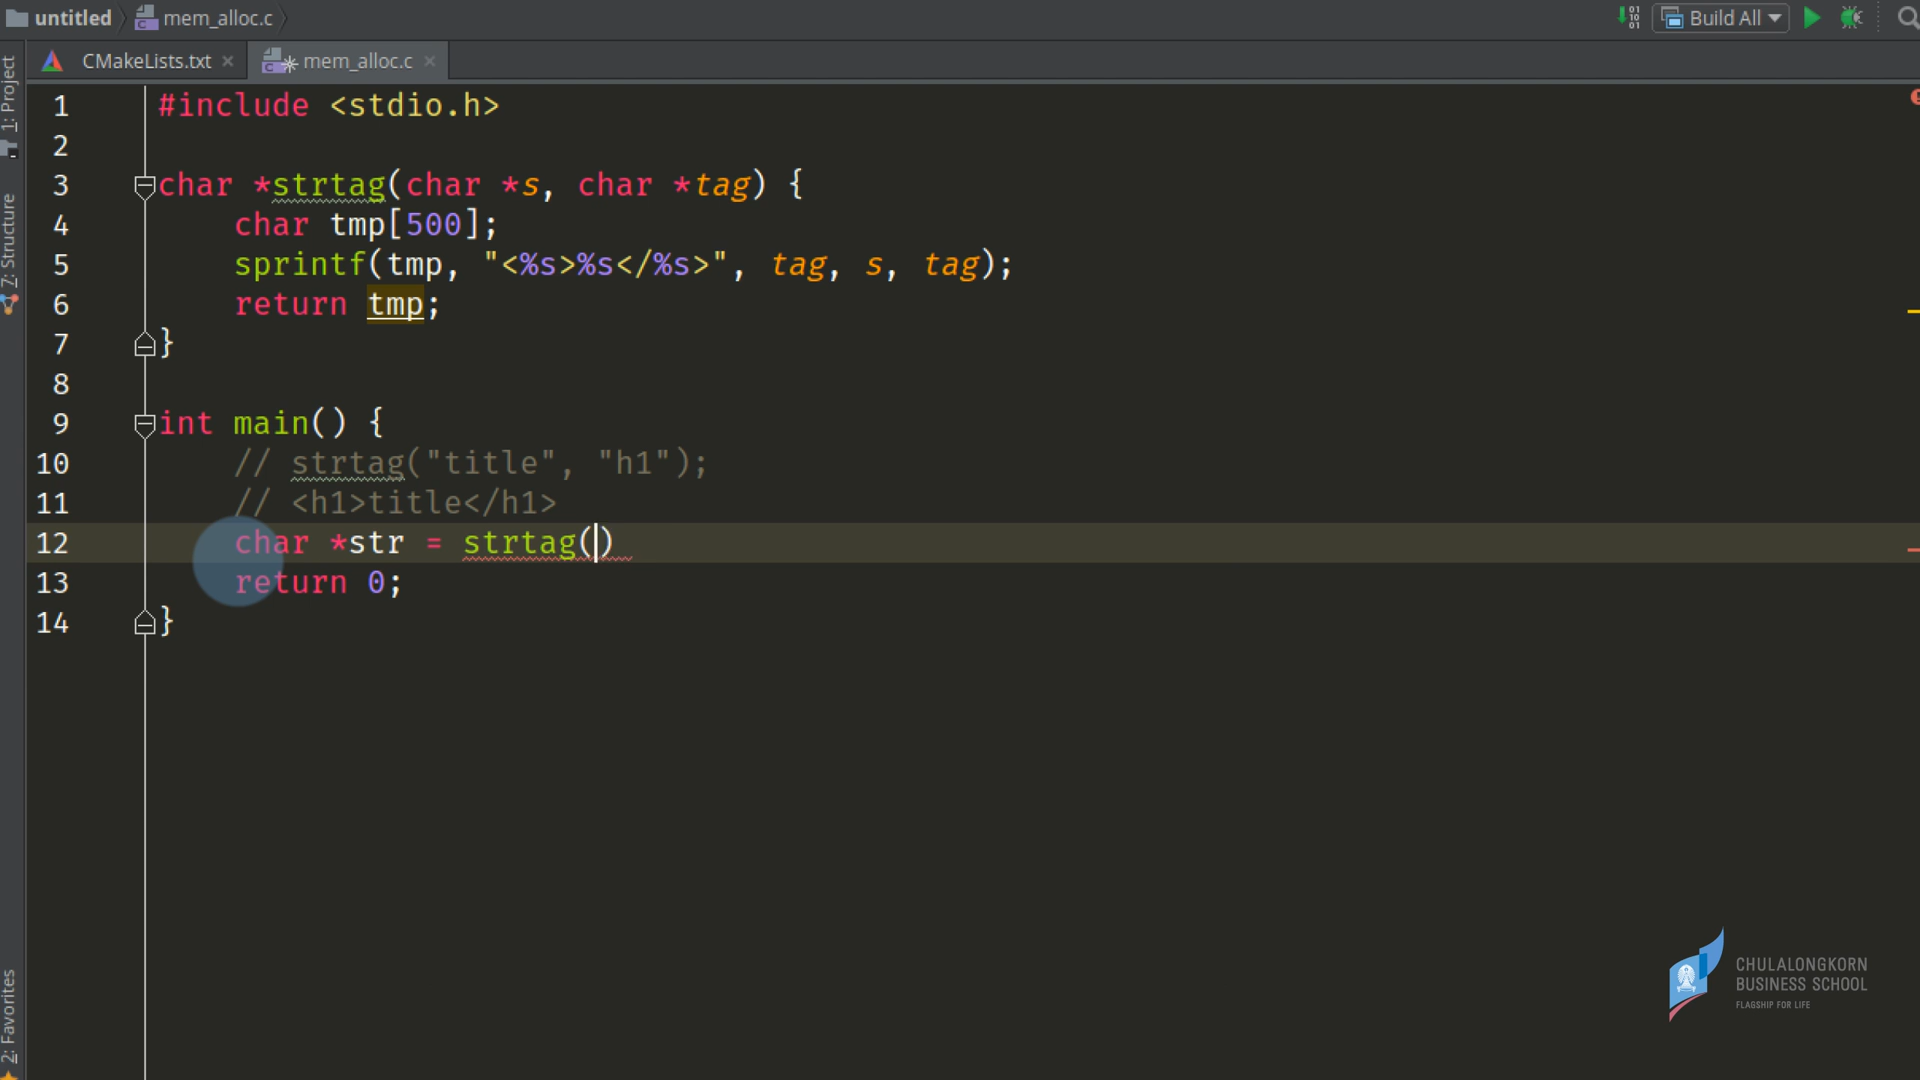 untitled mem_alloc.c Build All
CMakeLists.txt mem_alloc.c
1: Project
7: Structure
2: Favorites
1 #include <stdio.h>
2
3 char *strtag(char *s, char *tag) {
4 char tmp[500];
5 sprintf(tmp, "<%s>%s</%s>", tag, s, tag);
6 return tmp;
7 }
8
9 int main() {
10 // strtag("title", "h1");
11 // <h1>title</h1>
12 char *str = strtag()
13 return 0;
14 }
CHULALONGKORN
BUSINESS SCHOOL
FLAGSHIP FOR LIFE